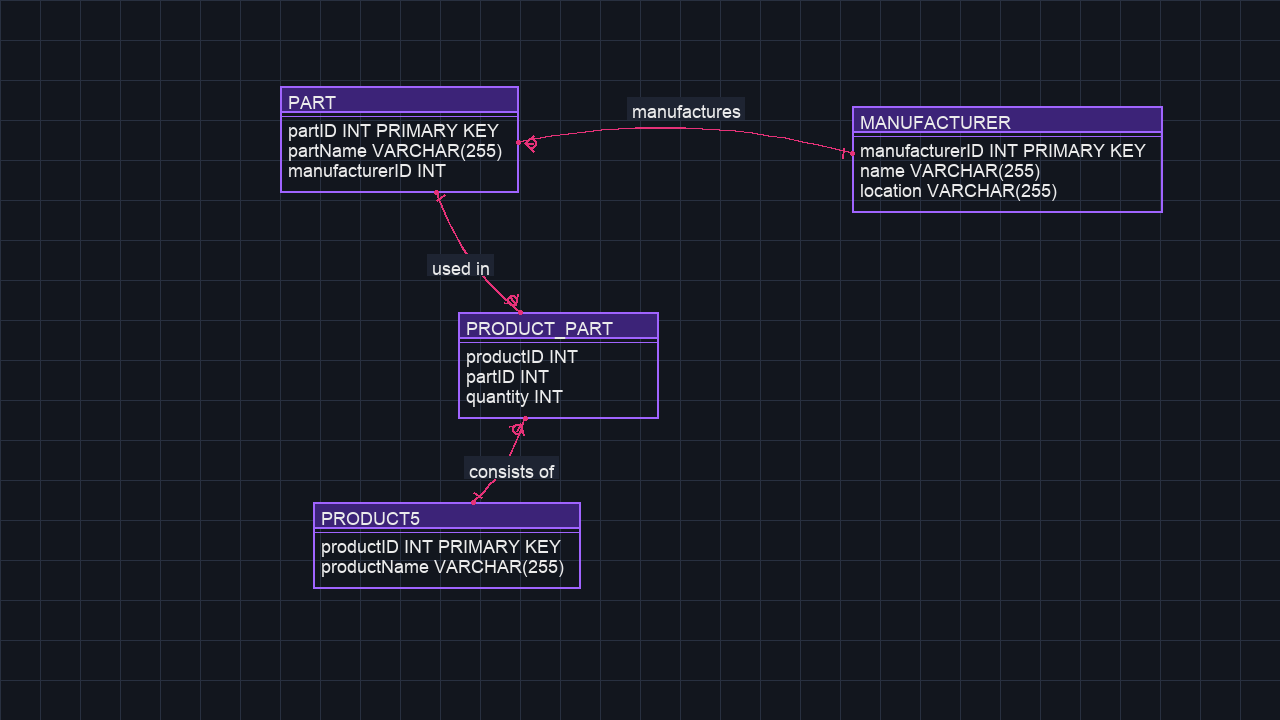 PART
partID INT PRIMARY KEY
partName VARCHAR(255)
manufacturerID INT
manufactures
MANUFACTURER
manufacturerID INT PRIMARY KEY
name VARCHAR(255)
location VARCHAR(255)
used in
PRODUCT_PART
productID INT
partID INT
quantity INT
consists of
PRODUCT5
productID INT PRIMARY KEY
productName VARCHAR(255)